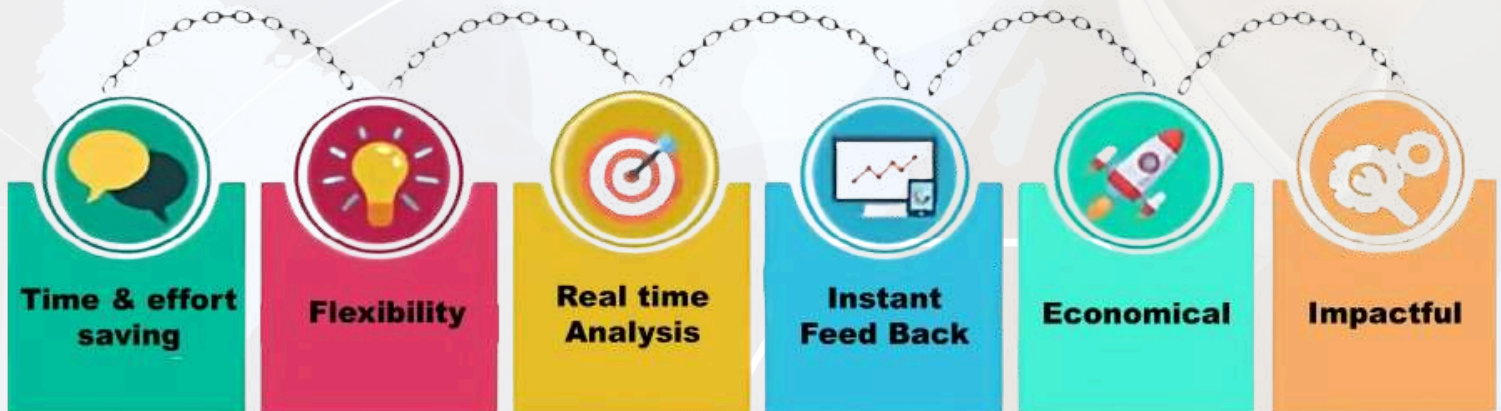 Time & effort
saving
Flexibility
Real time
Analysis
Instant
Feed Back
Economical
Impactful